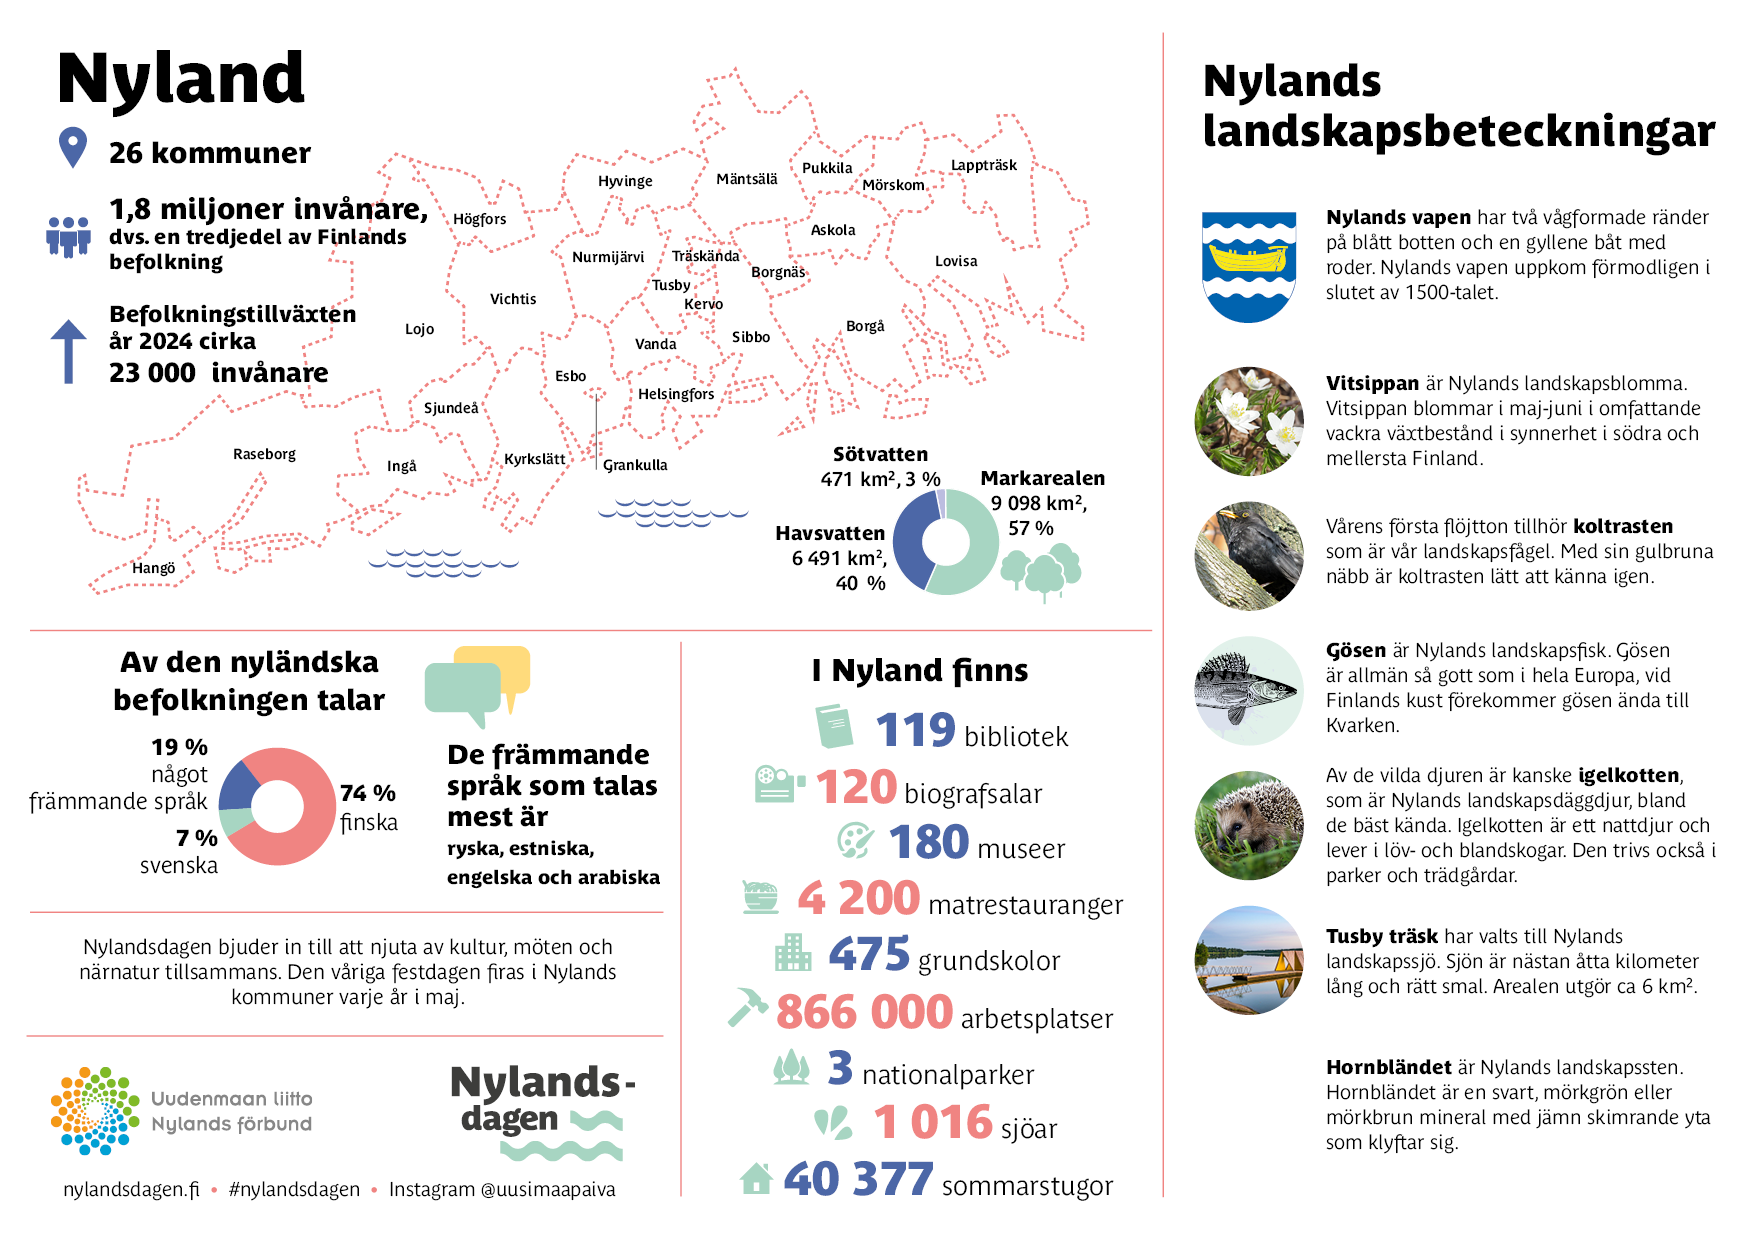 Nyland
26 kommuner
1,8 miljoner invånare,
dvs. en tredjedel av Finlands
befolkning
Befolkningstillväxten
år 2024 cirka
23 000 invånare
Högfors
Hyvinge
Mäntsälä
Pukkila
Mörskom
Lappträsk
Askola
Nurmijärvi
Träskända
Borgnäs
Lovisa
Tusby
Kervo
Vichtis
Lojo
Vanda
Sibbo
Borgå
Esbo
Helsingfors
Sjundeå
Raseborg
Ingå
Kyrkslätt
Grankulla
Hangö
Sötvatten
471 km², 3 %
Markarealen
9 098 km²,
57 %
Havsvatten
6 491 km²,
40 %
Av den nyländska
befolkningen talar
19 %
något
främmande språk
7 %
svenska
74 %
finska
De främmande
språk som talas
mest är
ryska, estniska,
engelska och arabiska
Nylandsdagen bjuder in till att njuta av kultur, möten och
närnatur tillsammans. Den våriga festdagen firas i Nylands
kommuner varje år i maj.
Uudenmaan liitto
Nylands förbund
Nylands-
dagen
nylandsdagen.fi • #nylandsdagen • Instagram @uusimaapaiva
I Nyland finns
119 bibliotek
120 biografsalar
180 museer
4 200 matrestauranger
475 grundskolor
866 000 arbetsplatser
3 nationalparker
1 016 sjöar
40 377 sommarstugor
Nylands
landskapsbeteckningar
Nylands vapen har två vågformade ränder
på blått botten och en gyllene båt med
roder. Nylands vapen uppkom förmodligen i
slutet av 1500-talet.
Vitsippan är Nylands landskapsblomma.
Vitsippan blommar i maj-juni i omfattande
vackra växtbestånd i synnerhet i södra och
mellersta Finland.
Vårens första flöjtton tillhör koltrasten
som är vår landskapsfågel. Med sin gulbruna
näbb är koltrasten lätt att känna igen.
Gösen är Nylands landskapsfisk. Gösen
är allmän så gott som i hela Europa, vid
Finlands kust förekommer gösen ända till
Kvarken.
Av de vilda djuren är kanske igelkotten,
som är Nylands landskapsdäggdjur, bland
de bäst kända. Igelkotten är ett nattdjur och
lever i löv- och blandskogar. Den trivs också i
parker och trädgårdar.
Tusby träsk har valts till Nylands
landskapssjö. Sjön är nästan åtta kilometer
lång och rätt smal. Arealen utgör ca 6 km².
Hornbländet är Nylands landskapssten.
Hornbländet är en svart, mörkgrön eller
mörkbrun mineral med jämn skimrande yta
som klyftar sig.